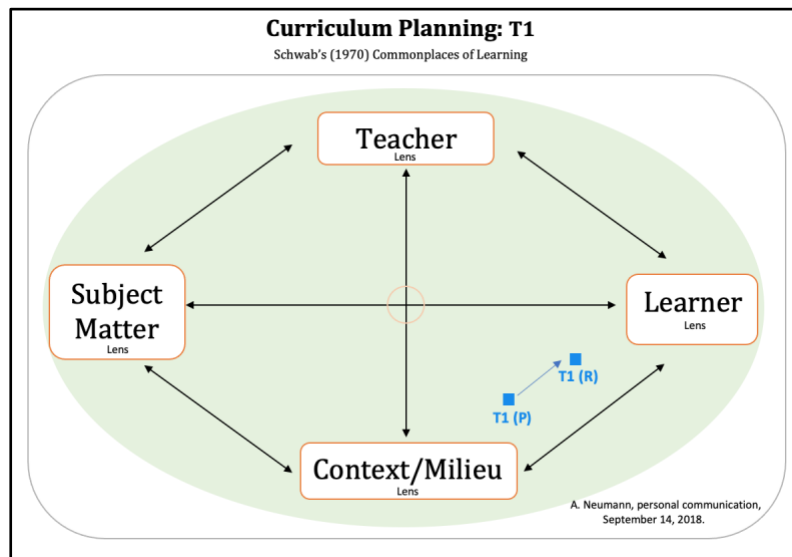 Curriculum Planning: T1
Schwab's (1970) Commonplaces of Learning
Teacher
Lens
Subject
Matter
Lens
Learner
Lens
T1 (R)
T1 (P)
Context/Milieu
Lens
A. Neumann, personal communication,
September 14, 2018.